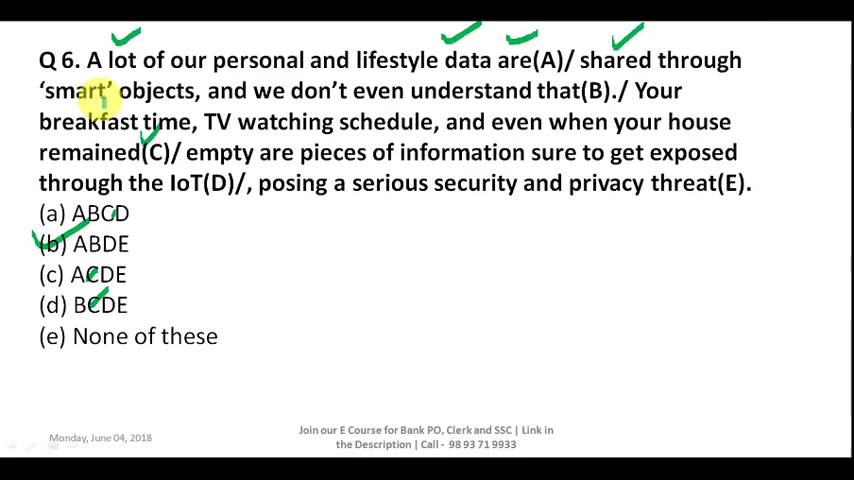 Q 6. A lot of our personal and lifestyle data are(A)/ shared through
‘smart’ objects, and we don’t even understand that(B)./ Your
breakfast time, TV watching schedule, and even when your house
remained(C)/ empty are pieces of information sure to get exposed
through the IoT(D)/, posing a serious security and privacy threat(E).
(a) ABCD
(b) ABDE
(c) ACDE
(d) BCDE
(e) None of these
Monday, June 04, 2018
Join our E Course for Bank PO, Clerk and SSC | Link in
the Description | Call - 98 93 71 9933